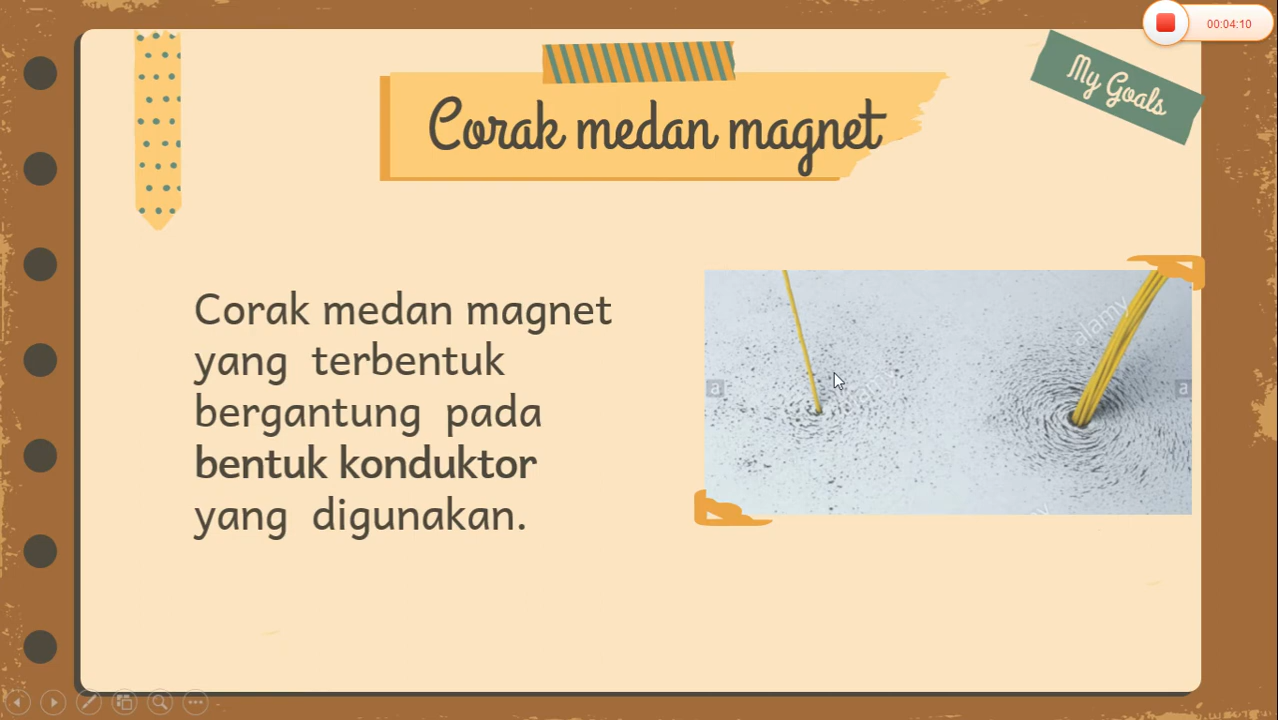 00:04:10
My Goals
Corak medan magnet
Corak medan magnet
yang terbentuk
bergantung pada
bentuk konduktor
yang digunakan.
alamy
a
a